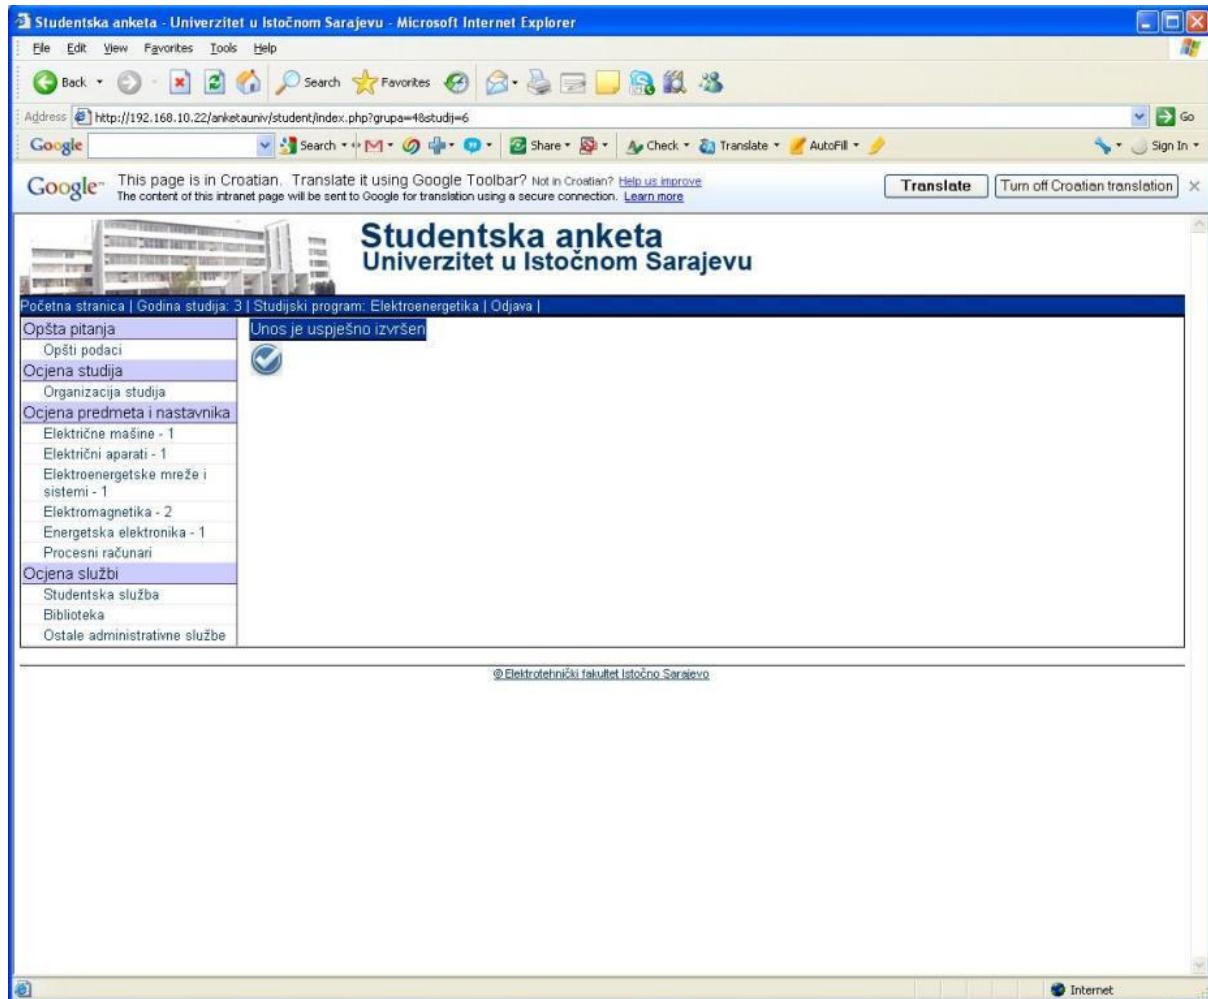 Studentska anketa - Univerzitet u Istočnom Sarajevu - Microsoft Internet Explorer
File Edit View Favorites Tools Help
Back Search Favorites
Address http://192.168.10.22/anketauniv/student/index.php?grupa=4&studij=6 Go
Google Search Share Check Translate AutoFill Sign In
Google This page is in Croatian. Translate it using Google Toolbar? Not in Croatian? Help us improve Translate Turn off Croatian translation
The content of this intranet page will be sent to Google for translation using a secure connection. Learn more
Studentska anketa
Univerzitet u Istočnom Sarajevu
Početna stranica | Godina studija: 3 | Studijski program: Elektroenergetika | Odjava |
Opšta pitanja
Unos je uspješno izvršen
Opšti podaci
Ocjena studija
Organizacija studija
Ocjena predmeta i nastavnika
Električne mašine - 1
Električni aparati - 1
Elektroenergetske mreže i
sistemi - 1
Elektromagnetika - 2
Energetska elektronika - 1
Procesni računari
Ocjena službi
Studentska služba
Biblioteka
Ostale administrativne službe
@ Elektrotehnički fakultet Istočno Sarajevo
Internet